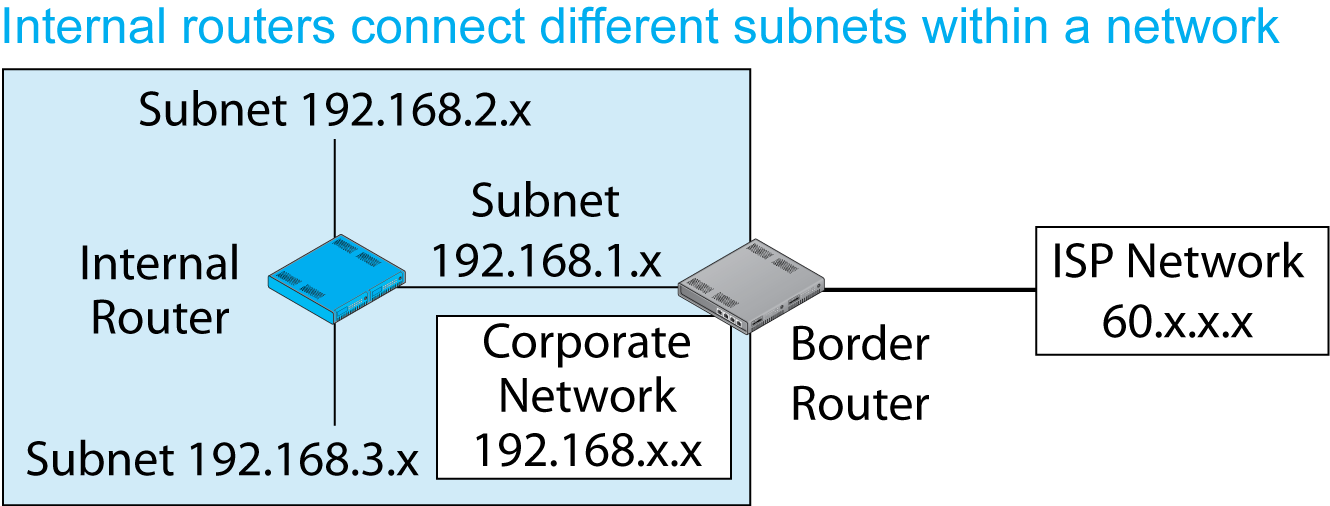 Internal routers connect different subnets within a network
Subnet 192.168.2.x
Subnet
192.168.1.x
Internal
Router
Subnet 192.168.3.x
Corporate
Network
192.168.x.x
Border
Router
ISP Network
60.x.x.x